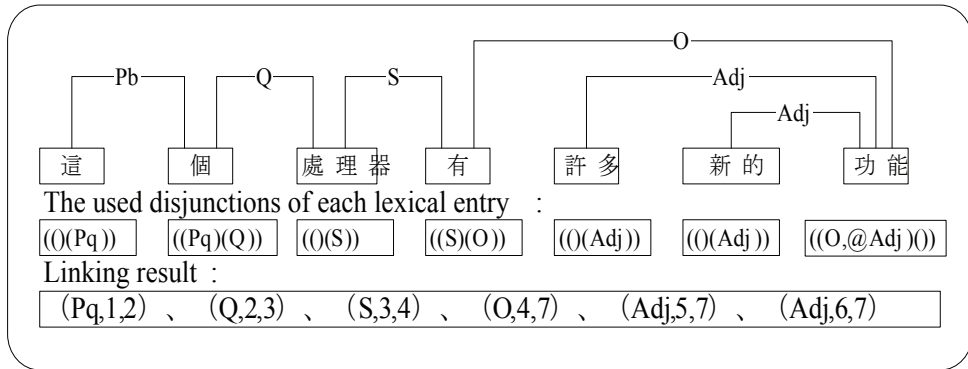 O
Pb Q S Adj
Adj
這 個 處理器 有 許多 新的 功能
The used disjunctions of each lexical entry :
(()(Pq)) ((Pq)(Q)) (()(S)) ((S)(O)) (()(Adj)) (()(Adj)) ((O,@Adj)())
Linking result :
(Pq,1,2) 、 (Q,2,3) 、 (S,3,4) 、 (O,4,7) 、 (Adj,5,7) 、 (Adj,6,7)